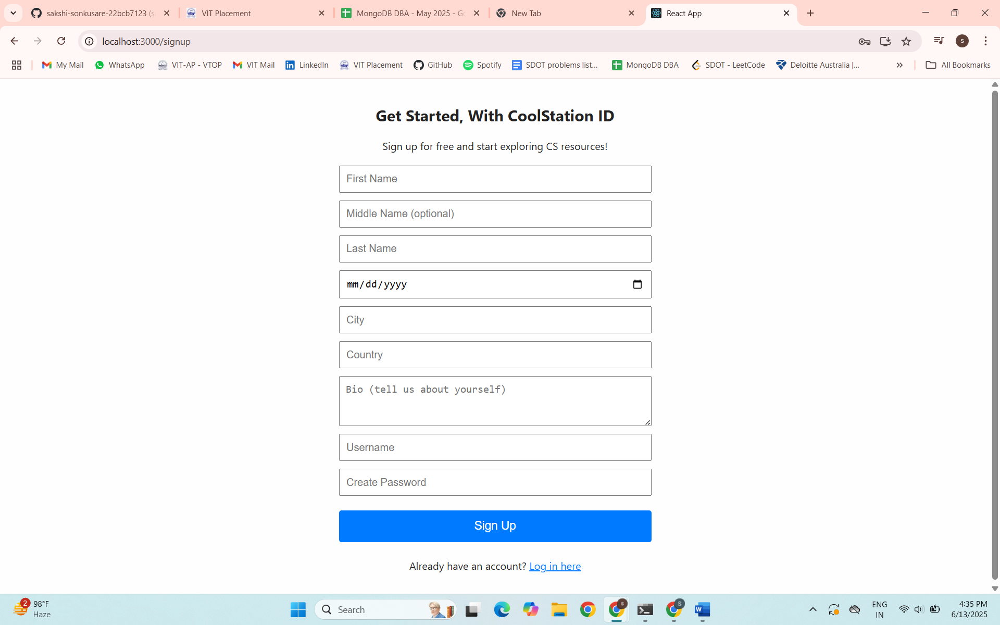 sakshi-sonkusare-22bcb7123 (s
VIT Placement
MongoDB DBA - May 2025 - Go
New Tab
React App
localhost:3000/signup
s
My Mail
WhatsApp
VIT-AP - VTOP
VIT Mail
LinkedIn
VIT Placement
GitHub
Spotify
SDOT problems list...
MongoDB DBA
SDOT - LeetCode
Deloitte Australia |...
All Bookmarks
Get Started, With CoolStation ID
Sign up for free and start exploring CS resources!
First Name
Middle Name (optional)
Last Name
mm/dd/yyyy
City
Country
Bio (tell us about yourself)
Username
Create Password
Sign Up
Already have an account? Log in here
2
98°F
Haze
Search
s
S
W
ENG
IN
4:35 PM
6/13/2025